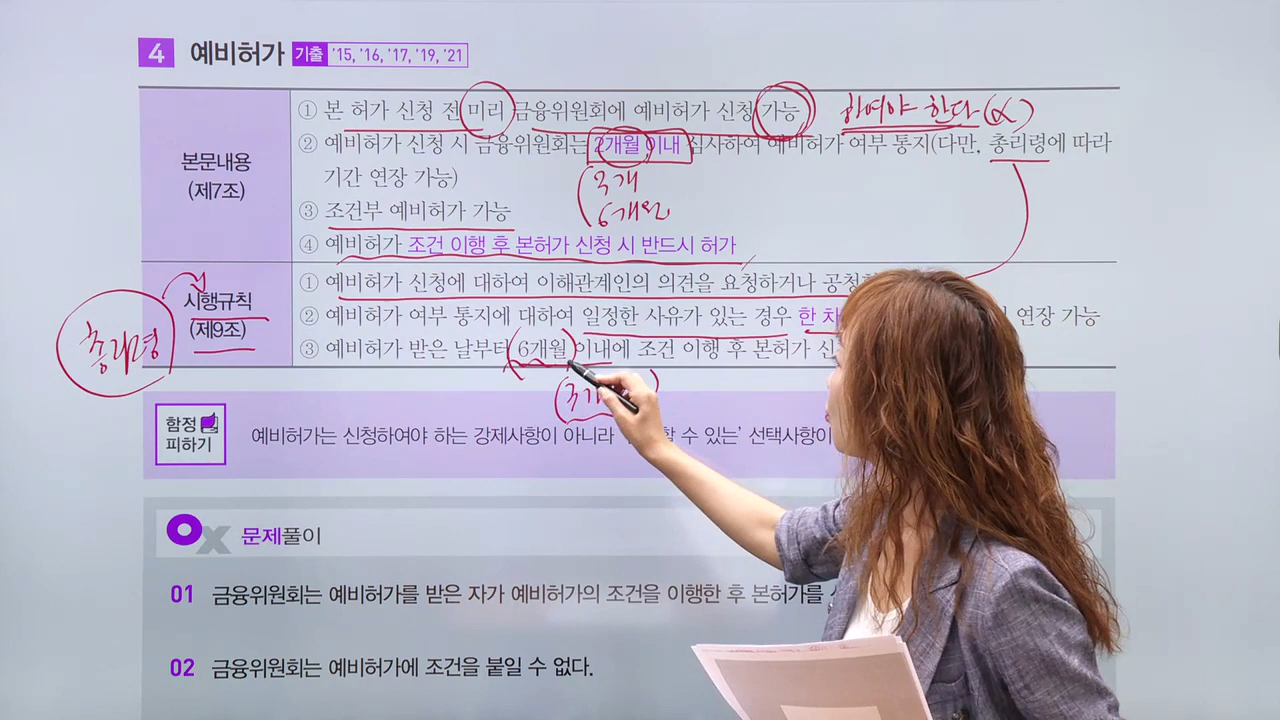 4 예비허가 기출 '15, '16, '17, '19, '21
본문내용
(제7조)
① 본 허가 신청 전 미리 금융위원회에 예비허가 신청 가능 하여야 한다(X)
② 예비허가 신청 시 금융위원회는 2개월 이내 심사하여 예비허가 여부 통지(다만, 총리령에 따라
기간 연장 가능)
3개
6개월
③ 조건부 예비허가 가능
④ 예비허가 조건 이행 후 본허가 신청 시 반드시 허가
총리령
시행규칙
(제9조)
① 예비허가 신청에 대하여 이해관계인의 의견을 요청하거나
② 예비허가 여부 통지에 대하여 일정한 사유가 있는 경우 한 차 연장 가능
③ 예비허가 받은 날부터 6개월 이내에 조건 이행 후 본허가
함정
피하기
예비허가는 신청하여야 하는 강제사항이 아니라 수 있는' 선택사항이
OX 문제풀이
01 금융위원회는 예비허가를 받은 자가 예비허가의 조건을 이행한 후 본허가를
02 금융위원회는 예비허가에 조건을 붙일 수 없다.